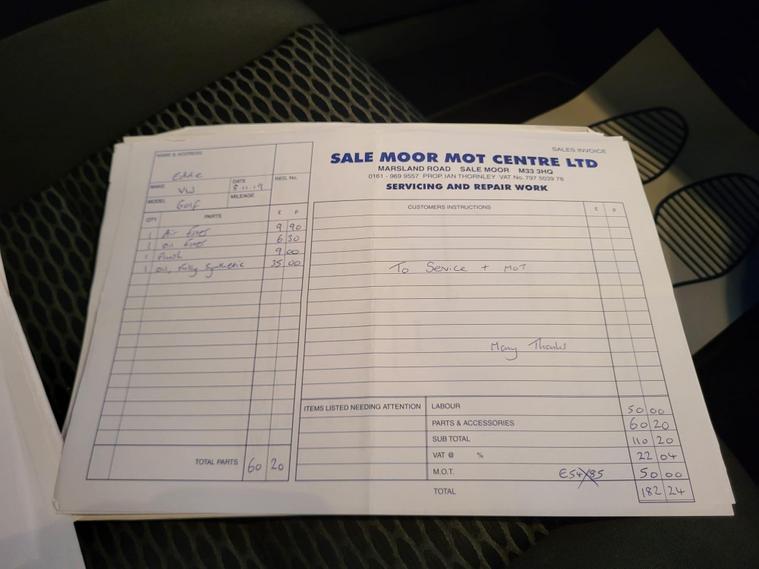 SALES INVOICE
SALE MOOR MOT CENTRE LTD
MARSLAND ROAD SALE MOOR M33 3HQ
0161 - 969 9557 PROP. IAN THORNLEY VAT No. 797 5039 78
SERVICING AND REPAIR WORK
NAME & ADDRESS
Eddie
MAKE VW DATE 8.11.19 REG. No.
MODEL Golf MILEAGE
QTY PARTS £ P
1 Air filter 9 90
1 oil filter 6 30
1 flush 9 00
1 oil, fully synthetic 35 00
TOTAL PARTS 60 20
CUSTOMERS INSTRUCTIONS £ P
To Service + MOT
Many Thanks
ITEMS LISTED NEEDING ATTENTION
LABOUR 50 00
PARTS & ACCESSORIES 60 20
SUB TOTAL 110 20
VAT @ % 22 04
M.O.T. £54.85 50 00
TOTAL 182 24